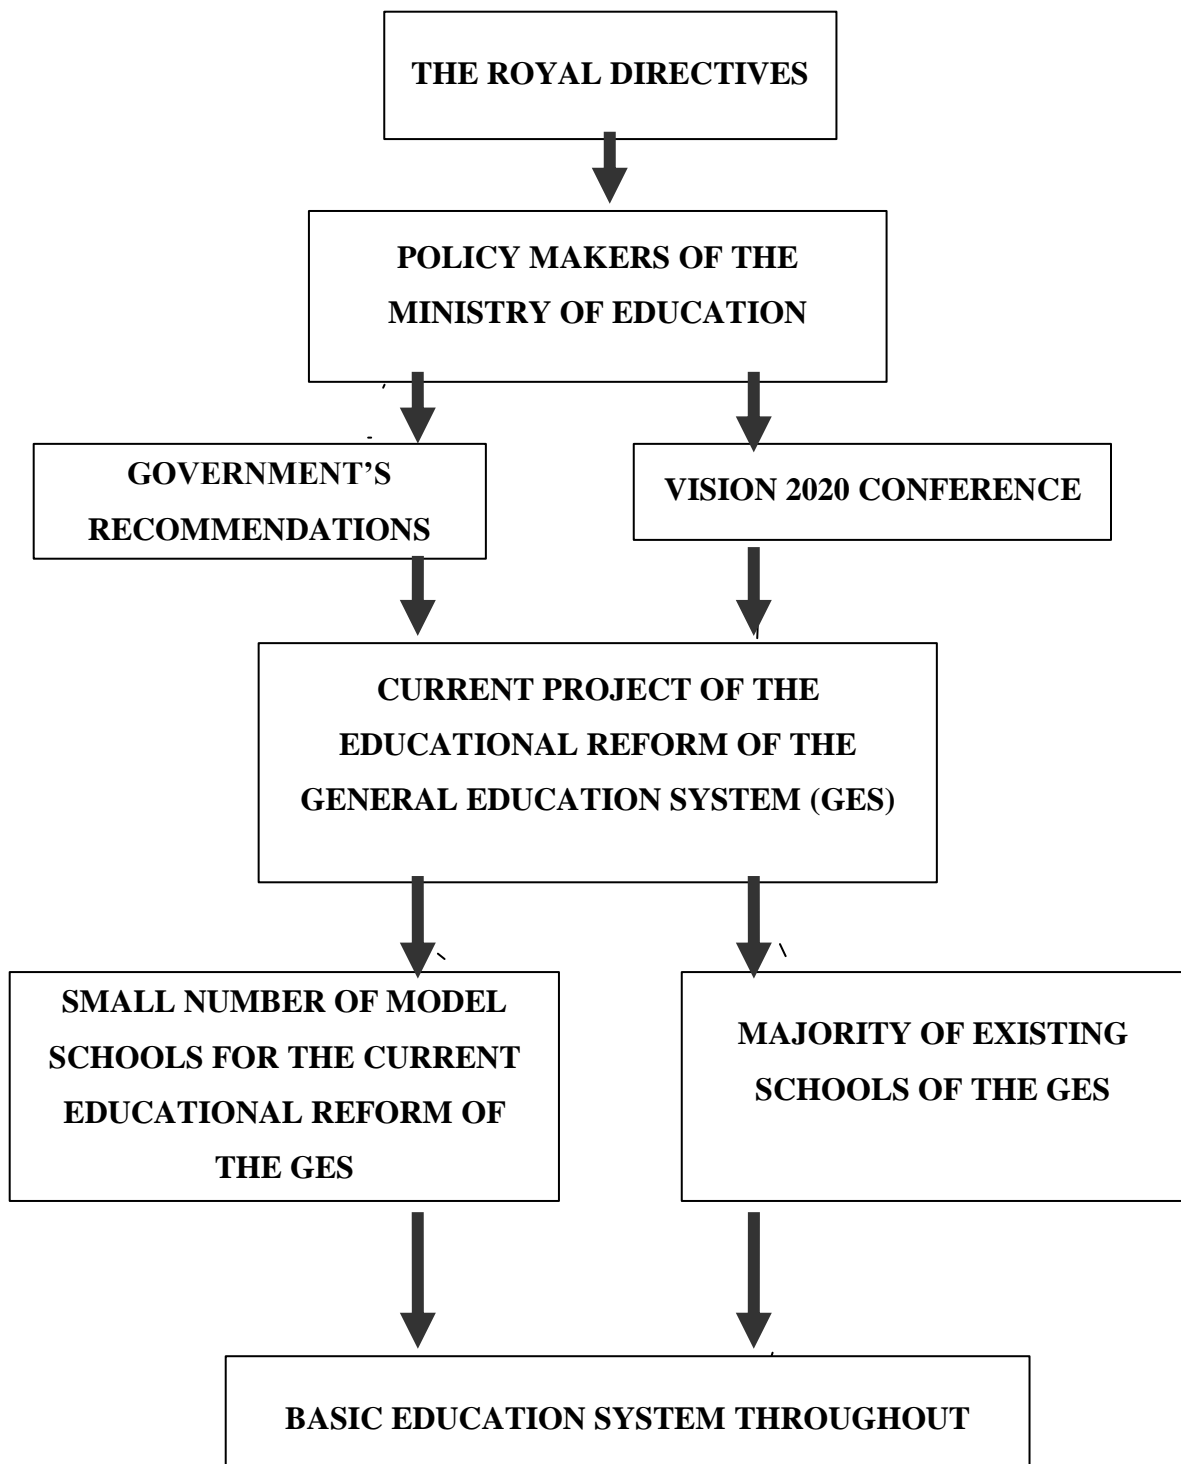 THE ROYAL DIRECTIVES
POLICY MAKERS OF THE
MINISTRY OF EDUCATION
GOVERNMENT’S
RECOMMENDATIONS
VISION 2020 CONFERENCE
CURRENT PROJECT OF THE
EDUCATIONAL REFORM OF THE
GENERAL EDUCATION SYSTEM (GES)
SMALL NUMBER OF MODEL
SCHOOLS FOR THE CURRENT
EDUCATIONAL REFORM OF
THE GES
MAJORITY OF EXISTING
SCHOOLS OF THE GES
BASIC EDUCATION SYSTEM THROUGHOUT